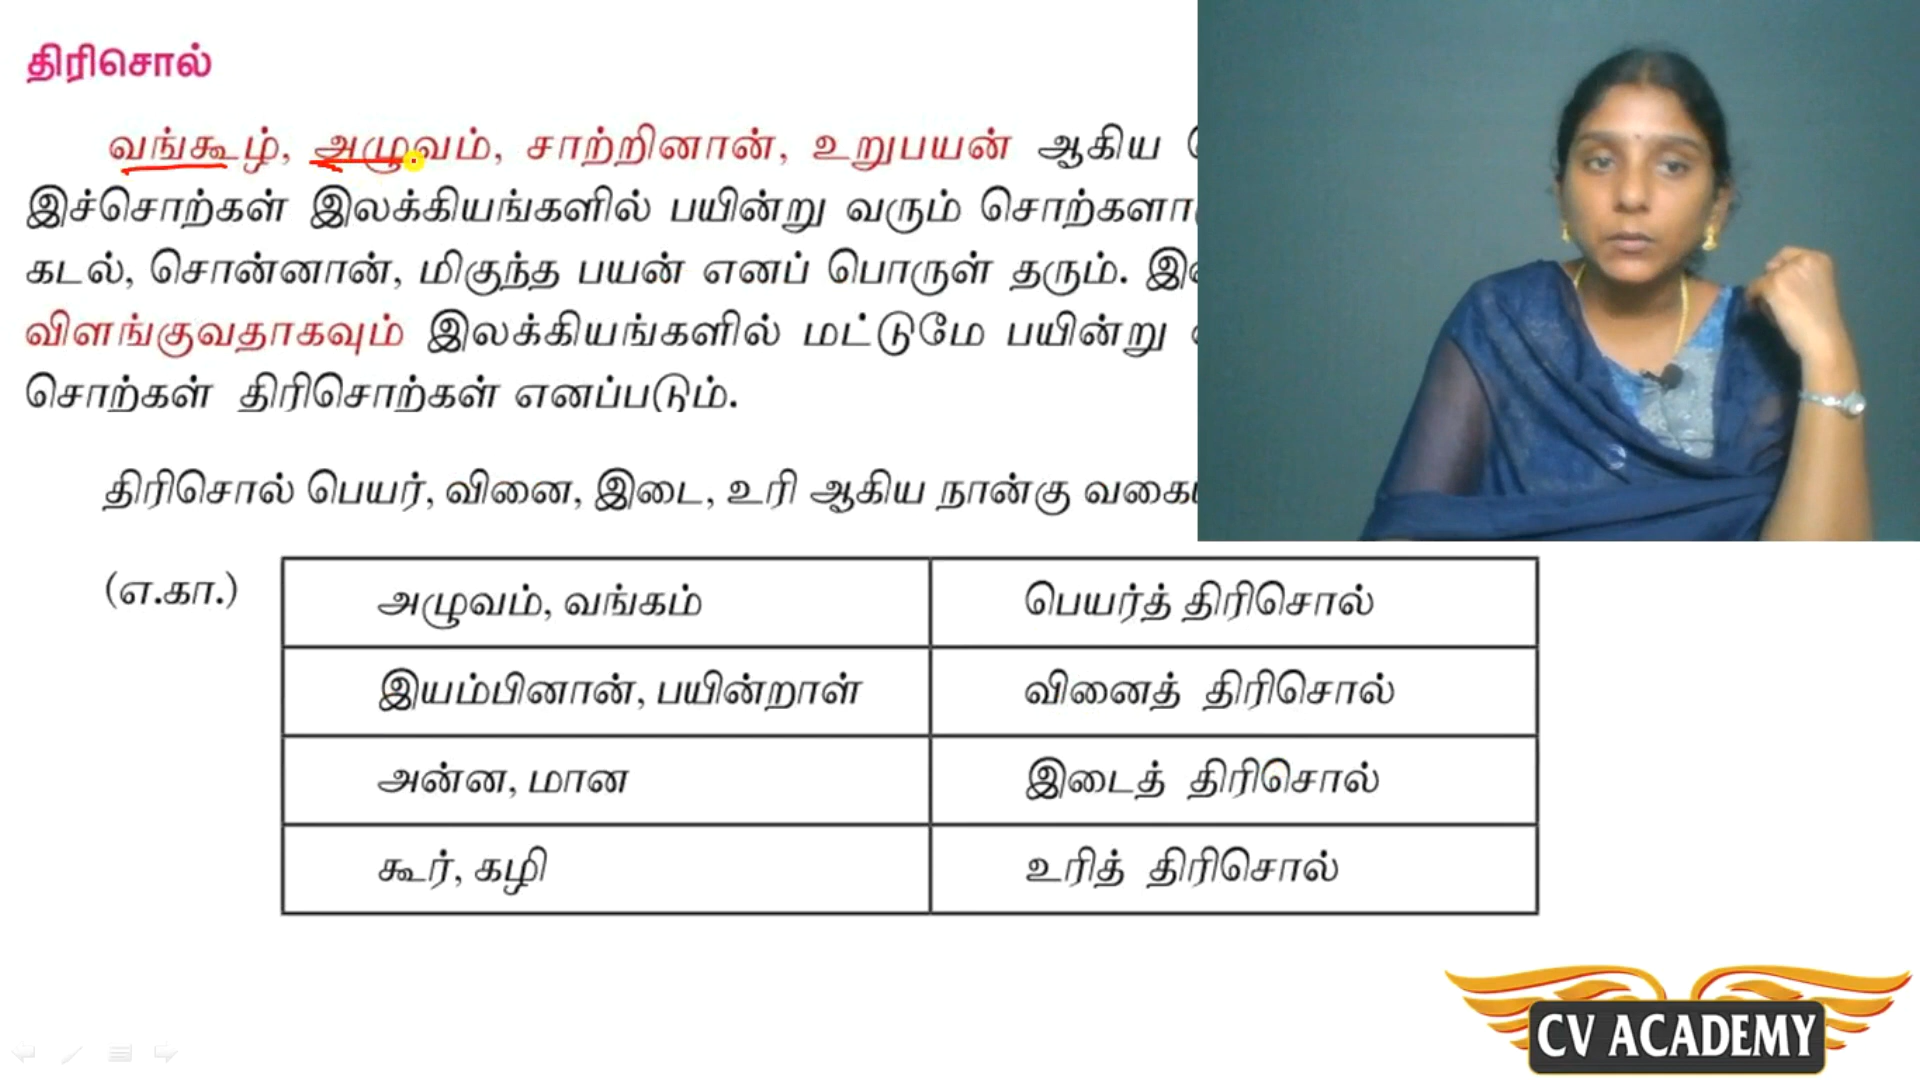 திரிசொல்
வங்கூழ், அழுவம், சாற்றினான், உறுபயன் ஆகிய
இச்சொற்கள் இலக்கியங்களில் பயின்று வரும்
கடல், சொன்னான், மிகுந்த பயன் எனப் பொருள் தரும்.
விளங்குவதாகவும் இலக்கியங்களில் மட்டுமே பயின்று
சொற்கள் திரிசொற்கள் எனப்படும்.
திரிசொல் பெயர், வினை, இடை, உரி ஆகிய நான்கு
(எ.கா.) அழுவம், வங்கம் பெயர்த் திரிசொல்
இயம்பினான், பயின்றாள் வினைத் திரிசொல்
அன்ன, மான இடைத் திரிசொல்
கூர், கழி உரித் திரிசொல்
CV ACADEMY